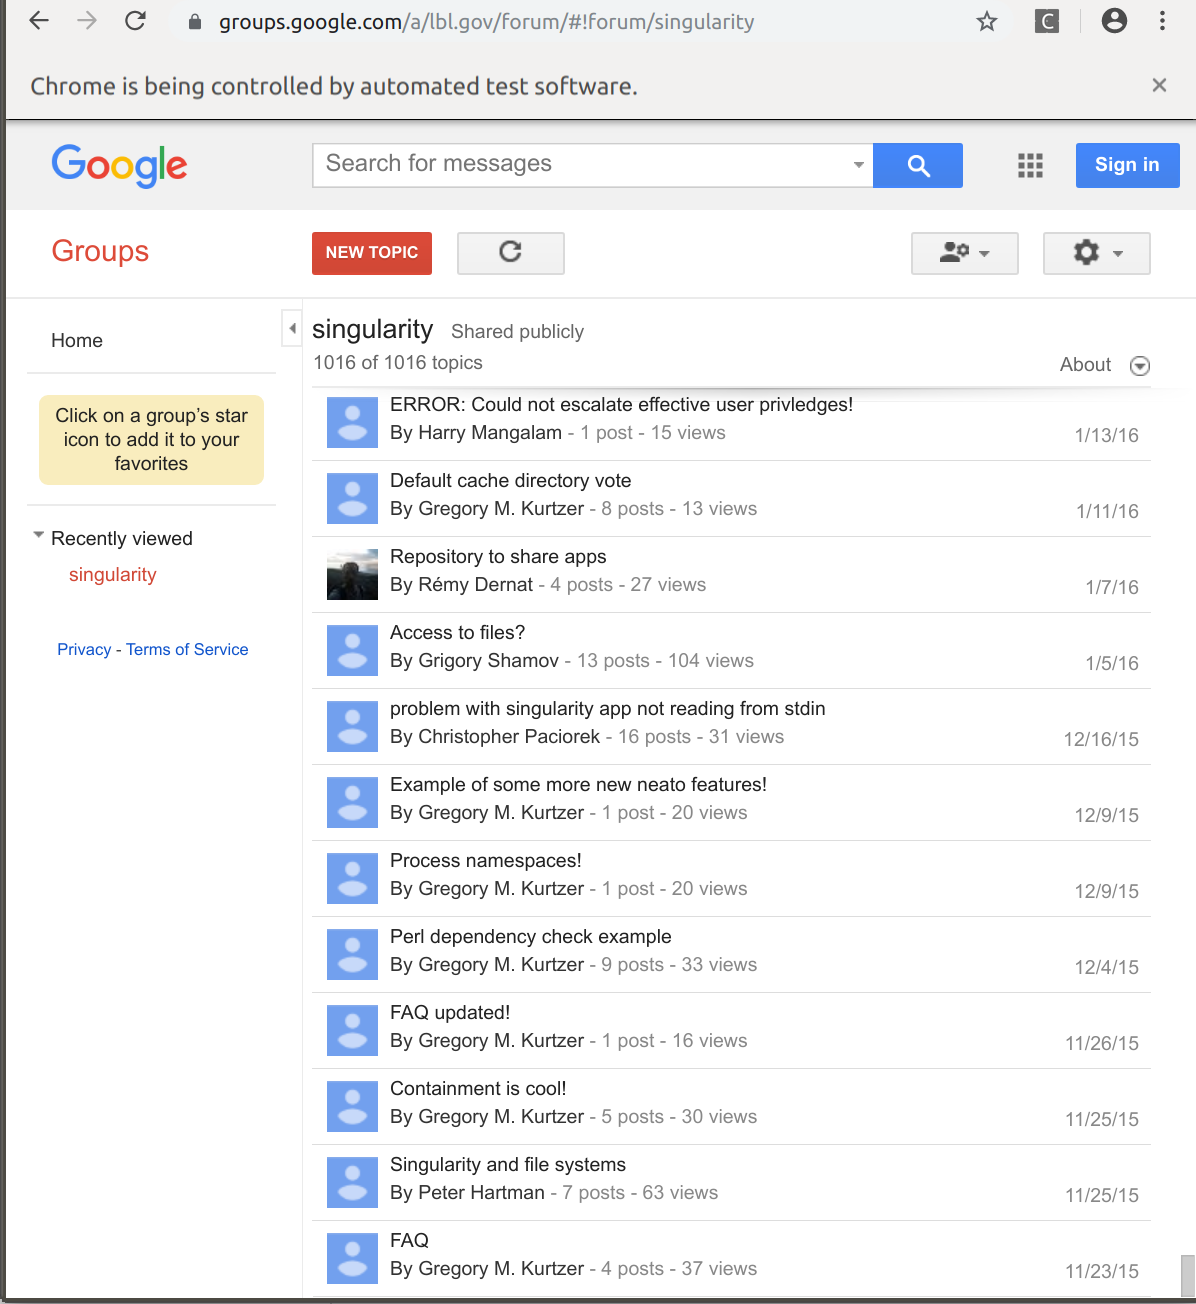 groups.google.com/a/lbl.gov/forum/#!forum/singularity
C
Chrome is being controlled by automated test software.
Google
Search for messages
Sign in
Groups
NEW TOPIC
Home
Click on a group's star
icon to add it to your
favorites
Recently viewed
singularity
Privacy - Terms of Service
singularity Shared publicly
1016 of 1016 topics
About
ERROR: Could not escalate effective user privledges!
By Harry Mangalam - 1 post - 15 views
1/13/16
Default cache directory vote
By Gregory M. Kurtzer - 8 posts - 13 views
1/11/16
Repository to share apps
By Rémy Dernat - 4 posts - 27 views
1/7/16
Access to files?
By Grigory Shamov - 13 posts - 104 views
1/5/16
problem with singularity app not reading from stdin
By Christopher Paciorek - 16 posts - 31 views
12/16/15
Example of some more new neato features!
By Gregory M. Kurtzer - 1 post - 20 views
12/9/15
Process namespaces!
By Gregory M. Kurtzer - 1 post - 20 views
12/9/15
Perl dependency check example
By Gregory M. Kurtzer - 9 posts - 33 views
12/4/15
FAQ updated!
By Gregory M. Kurtzer - 1 post - 16 views
11/26/15
Containment is cool!
By Gregory M. Kurtzer - 5 posts - 30 views
11/25/15
Singularity and file systems
By Peter Hartman - 7 posts - 63 views
11/25/15
FAQ
By Gregory M. Kurtzer - 4 posts - 37 views
11/23/15